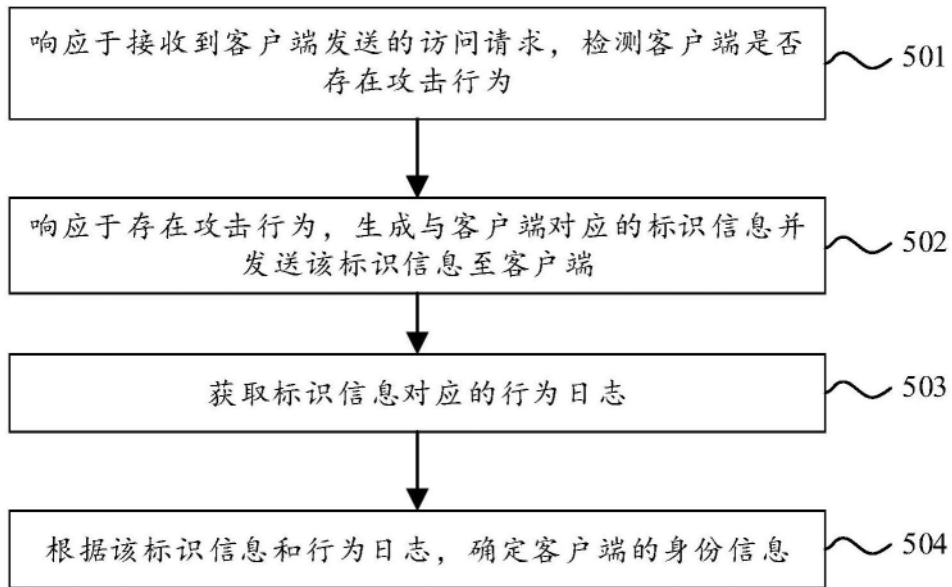 响应于接收到客户端发送的访问请求，检测客户端是否
存在攻击行为
501
响应于存在攻击行为，生成与客户端对应的标识信息并
发送该标识信息至客户端
502
获取标识信息对应的行为日志
503
根据该标识信息和行为日志，确定客户端的身份信息
504